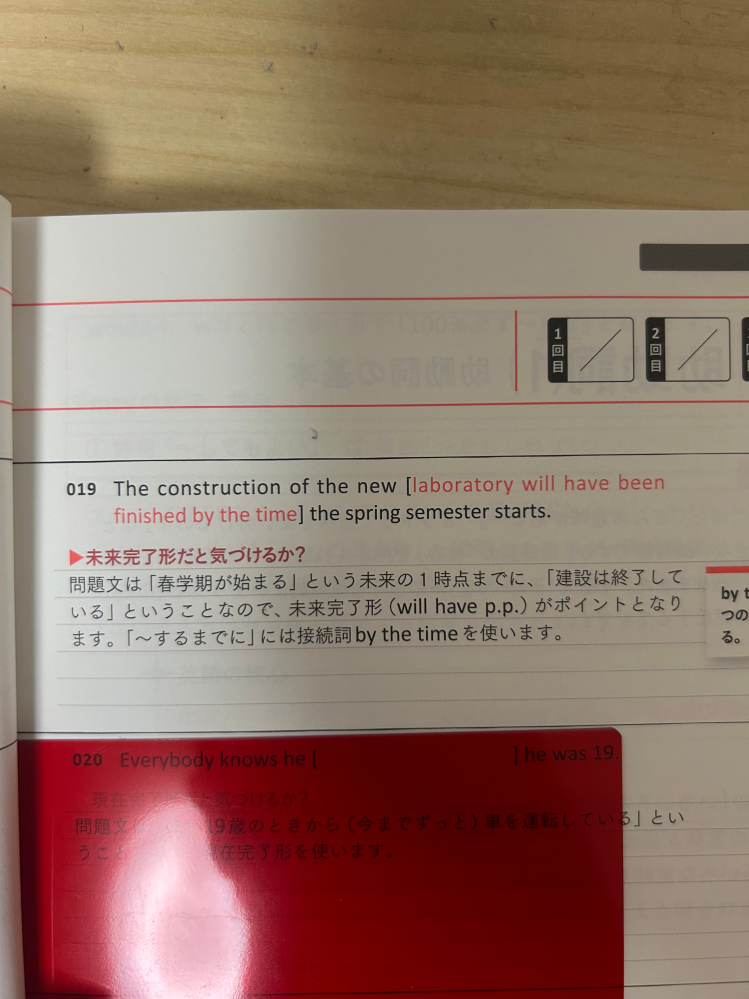 1回目
2回目
019 The construction of the new [laboratory will have been
finished by the time] the spring semester starts.
▶未来完了形だと気づけるか?
問題文は「春学期が始まる」という未来の1時点までに、「建設は終了して
いる」ということなので、未来完了形(will have p.p.)がポイントとなり
ます。「〜するまでに」には接続詞by the timeを使います。
by t
つの
る。
020 Everybody knows he [ ] he was 19.
と気づけるか?
問題文 19歳のときから(今までずっと)車を運転している」とい
うこと 在完了形を使います。